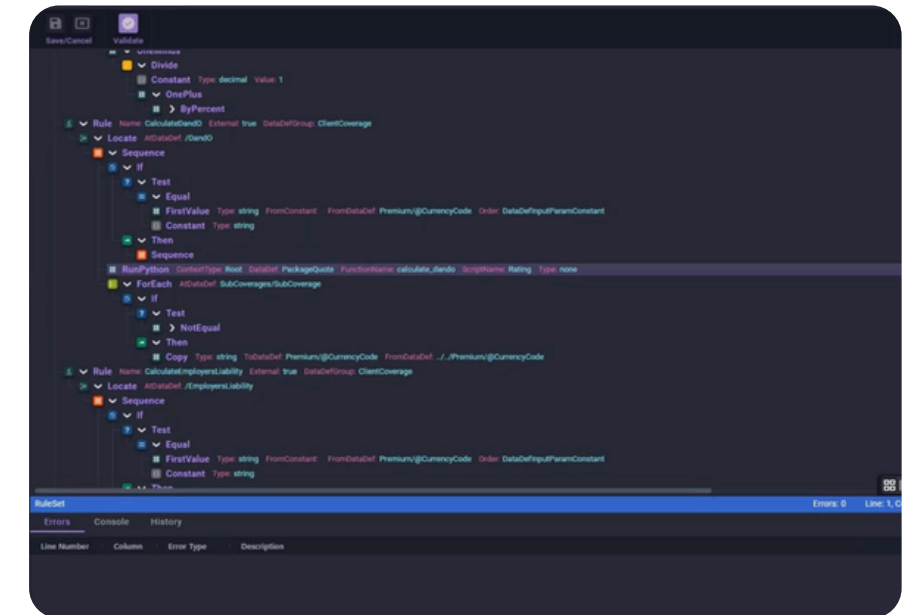 Save/Cancel Validate
OneMinus
Divide
Constant Type: decimal Value: 1
OnePlus
ByPercent
Rule Name: CalculateDandO External: true DataDefGroup: ClientCoverage
Locate AtDataDef: /DandO
Sequence
If
Test
Equal
FirstValue Type: string FromConstant: FromDataDef: Premium/@CurrencyCode Order: DataDefInputParamConstant
Constant Type: string
Then
Sequence
RunPython ContextType: Root DataDef: PackageQuote FunctionName: calculate_dando ScriptName: Rating Type: none
ForEach AtDataDef: SubCoverages/SubCoverage
If
Test
NotEqual
Then
Copy Type: string ToDataDef: Premium/@CurrencyCode FromDataDef: ../../Premium/@CurrencyCode
Rule Name: CalculateEmployersLiability External: true DataDefGroup: ClientCoverage
Locate AtDataDef: /EmployersLiability
Sequence
If
Test
Equal
FirstValue Type: string FromConstant: FromDataDef: Premium/@CurrencyCode Order: DataDefInputParamConstant
Constant Type: string
Then
RuleSet Errors: 0 Line: 1, C
Errors Console History
Line Number Column Error Type Description